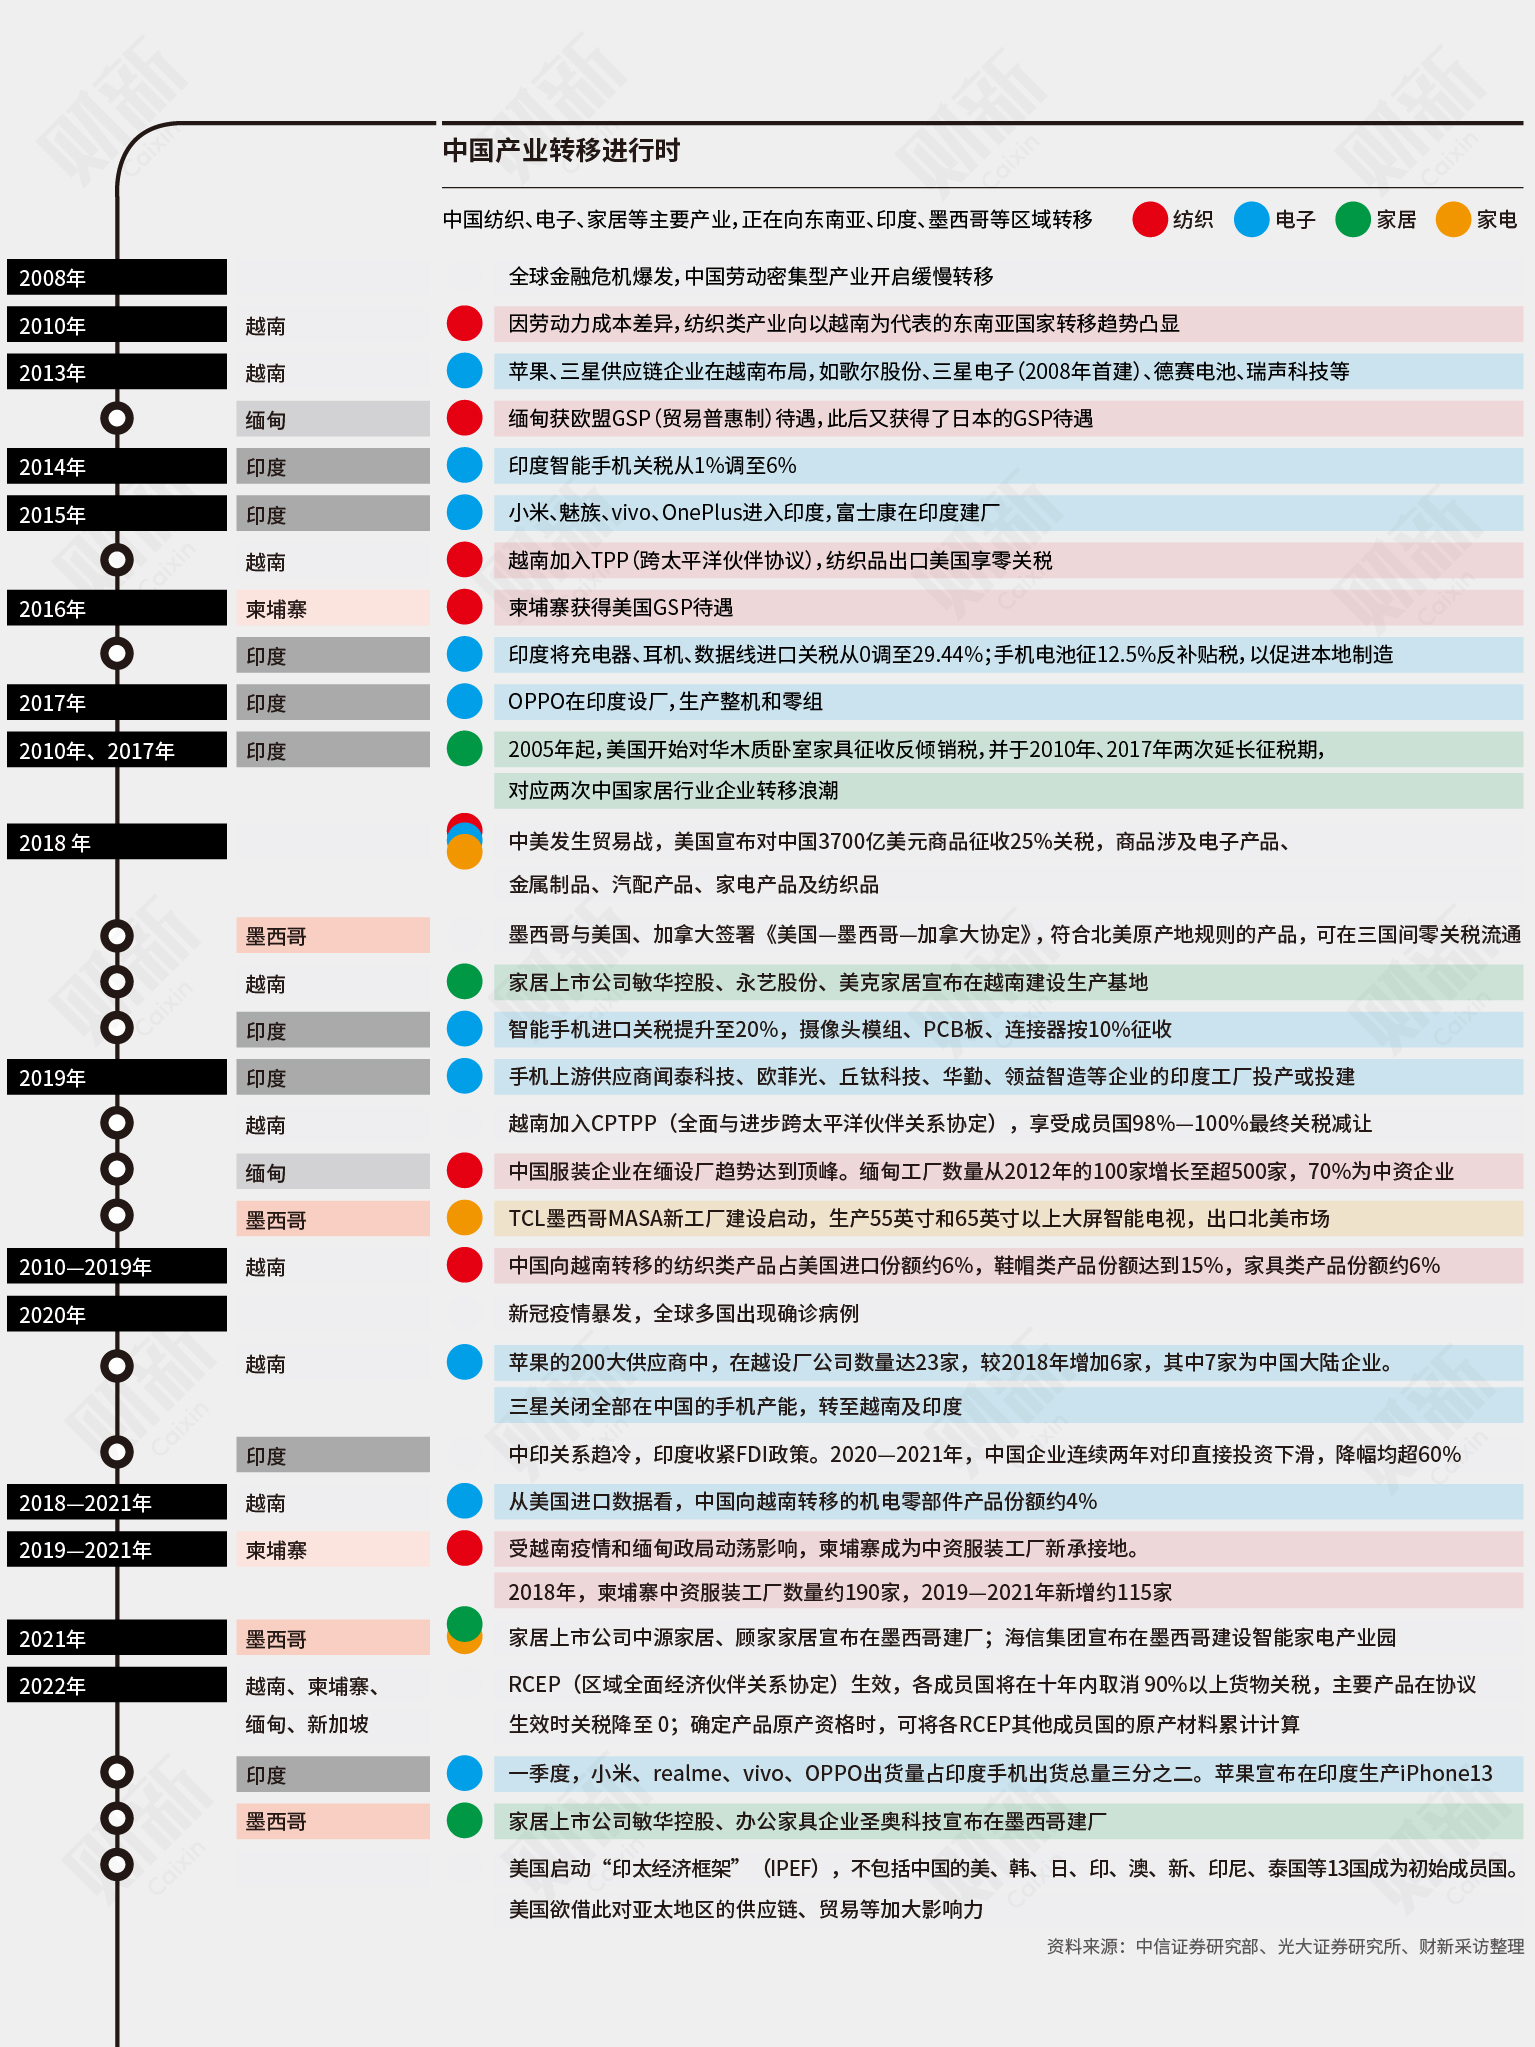 中国产业转移进行时
中国纺织、电子、家居等主要产业，正在向东南亚、印度、墨西哥等区域转移 纺织 电子 家居 家电
2008年 全球金融危机爆发，中国劳动密集型产业开启缓慢转移
2010年 越南 因劳动力成本差异，纺织类产业向以越南为代表的东南亚国家转移趋势凸显
2013年 越南 苹果、三星供应链企业在越南布局，如歌尔股份、三星电子（2008年首建）、德赛电池、瑞声科技等
缅甸 缅甸获欧盟GSP（贸易普惠制）待遇，此后又获得了日本的GSP待遇
2014年 印度 印度智能手机关税从1%调至6%
2015年 印度 小米、魅族、vivo、OnePlus进入印度，富士康在印度建厂
越南 越南加入TPP（跨太平洋伙伴协议），纺织品出口美国享零关税
2016年 柬埔寨 柬埔寨获得美国GSP待遇
印度 印度将充电器、耳机、数据线进口关税从0调至29.44%；手机电池征12.5%反补贴税，以促进本地制造
2017年 印度 OPPO在印度设厂，生产整机和零组
2010年、2017年 印度 2005年起，美国开始对华木质卧室家具征收反倾销税，并于2010年、2017年两次延长征税期，
对应两次中国家居行业企业转移浪潮
2018 年 中美发生贸易战，美国宣布对中国3700亿美元商品征收25%关税，商品涉及电子产品、
金属制品、汽配产品、家电产品及纺织品
墨西哥 墨西哥与美国、加拿大签署《美国—墨西哥—加拿大协定》，符合北美原产地规则的产品，可在三国间零关税流通
越南 家居上市公司敏华控股、永艺股份、美克家居宣布在越南建设生产基地
印度 智能手机进口关税提升至20%，摄像头模组、PCB板、连接器按10%征收
2019年 印度 手机上游供应商闻泰科技、欧菲光、丘钛科技、华勤、领益智造等企业的印度工厂投产或投建
越南 越南加入CPTPP（全面与进步跨太平洋伙伴关系协定），享受成员国98%—100%最终关税减让
缅甸 中国服装企业在缅设厂趋势达到顶峰。缅甸工厂数量从2012年的100家增长至超500家，70%为中资企业
墨西哥 TCL墨西哥MASA新工厂建设启动，生产55英寸和65英寸以上大屏智能电视，出口北美市场
2010—2019年 越南 中国向越南转移的纺织类产品占美国进口份额约6%，鞋帽类产品份额达到15%，家具类产品份额约6%
2020年 新冠疫情暴发，全球多国出现确诊病例
越南 苹果的200大供应商中，在越设厂公司数量达23家，较2018年增加6家，其中7家为中国大陆企业。
三星关闭全部在中国的手机产能，转至越南及印度
印度 中印关系趋冷，印度收紧FDI政策。2020—2021年，中国企业连续两年对印直接投资下滑，降幅均超60%
2018—2021年 越南 从美国进口数据看，中国向越南转移的机电零部件产品份额约4%
2019—2021年 柬埔寨 受越南疫情和缅甸政局动荡影响，柬埔寨成为中资服装工厂新承接地。
2018年，柬埔寨中资服装工厂数量约190家，2019—2021年新增约115家
2021年 墨西哥 家居上市公司中源家居、顾家家居宣布在墨西哥建厂；海信集团宣布在墨西哥建设智能家电产业园
2022年 越南、柬埔寨、 RCEP（区域全面经济伙伴关系协定）生效，各成员国将在十年内取消 90%以上货物关税，主要产品在协议
缅甸、新加坡 生效时关税降至 0；确定产品原产资格时，可将各RCEP其他成员国的原产材料累计计算
印度 一季度，小米、realme、vivo、OPPO出货量占印度手机出货总量三分之二。苹果宣布在印度生产iPhone13
墨西哥 家居上市公司敏华控股、办公家具企业圣奥科技宣布在墨西哥建厂
美国启动“印太经济框架”（IPEF），不包括中国的美、韩、日、印、澳、新、印尼、泰国等13国成为初始成员国。
美国欲借此对亚太地区的供应链、贸易等加大影响力
资料来源：中信证券研究部、光大证券研究所、财新采访整理